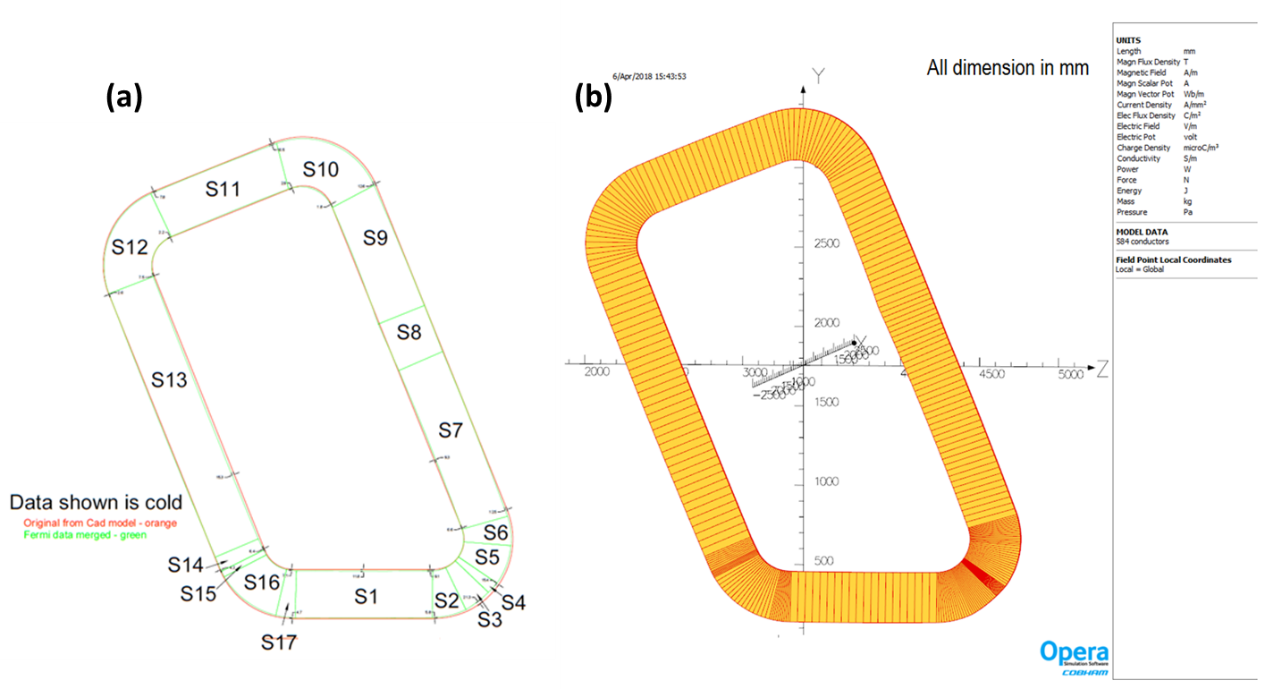 (a)
S10
S11
S12
S9
S8
S13
S7
Data shown is cold
Original from Cad model - orange
Fermi data merged - green
S6
S5
S14
S15
S16
S1
S2
S4
S3
S17
(b)
6/Apr/2018 15:43:53
All dimension in mm
Y
2500
2000
X
2000
3000
4500
5000
Z
1500
1000
500
Opera
Simulation Software
COBHAM
UNITS
Length mm
Magn Flux Density T
Magnetic Field A/m
Magn Scalar Pot A
Magn Vector Pot Wb/m
Current Density A/mm²
Elec Flux Density C/m²
Electric Field V/m
Electric Pot volt
Charge Density microC/m³
Conductivity S/m
Power W
Force N
Energy J
Mass kg
Pressure Pa
MODEL DATA
584 conductors
Field Point Local Coordinates
Local = Global